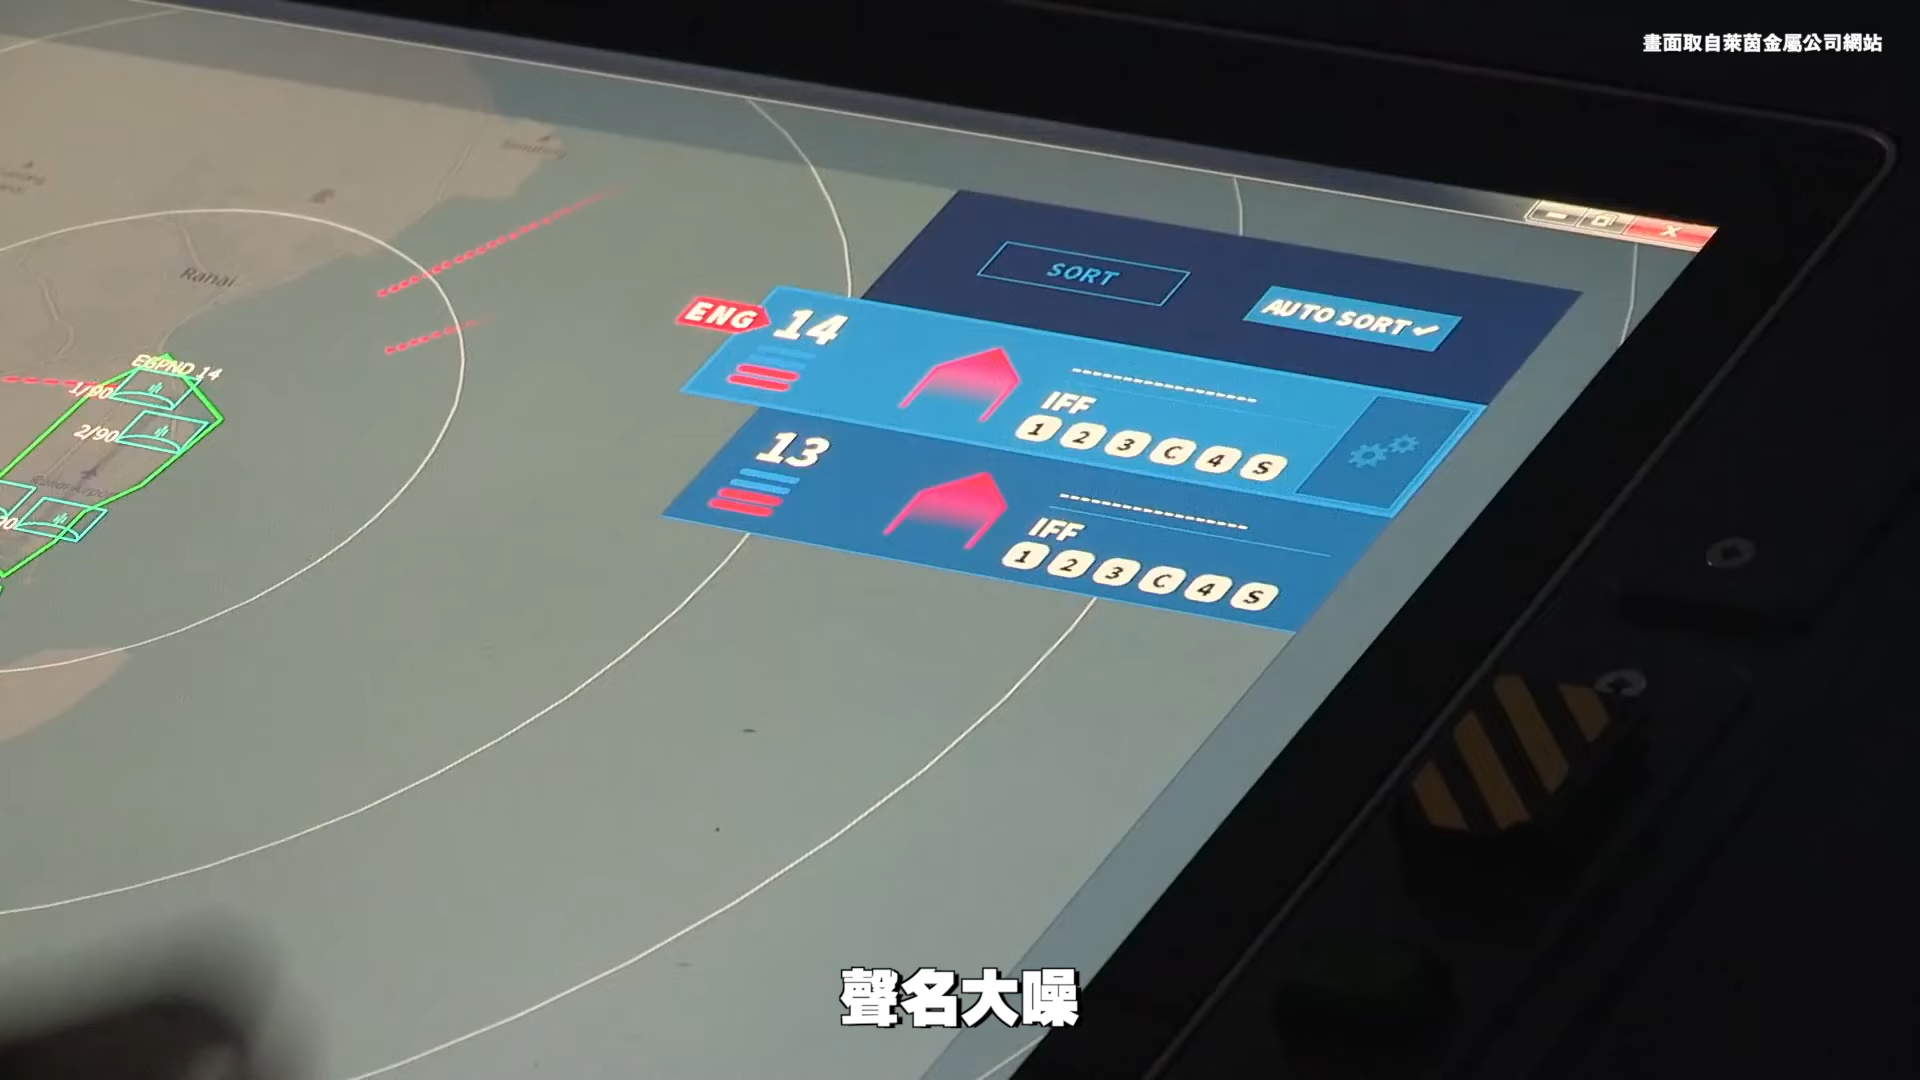 畫面取自萊茵金屬公司網站
SORT
AUTO SORT ✓
ENG 14
IFF
1 2 3 C 4 S
13
IFF
1 2 3 C 4 S
Ranai
1/90
2/90
聲名大噪